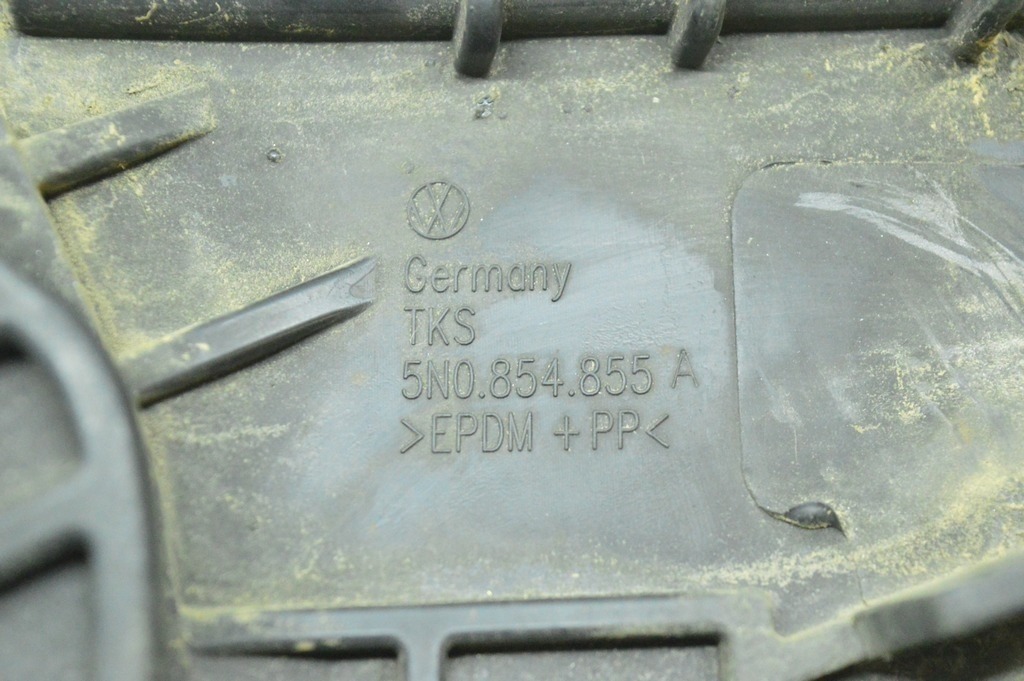 Germany
TKS
5N0.854.855 A
>EPDM + PP<